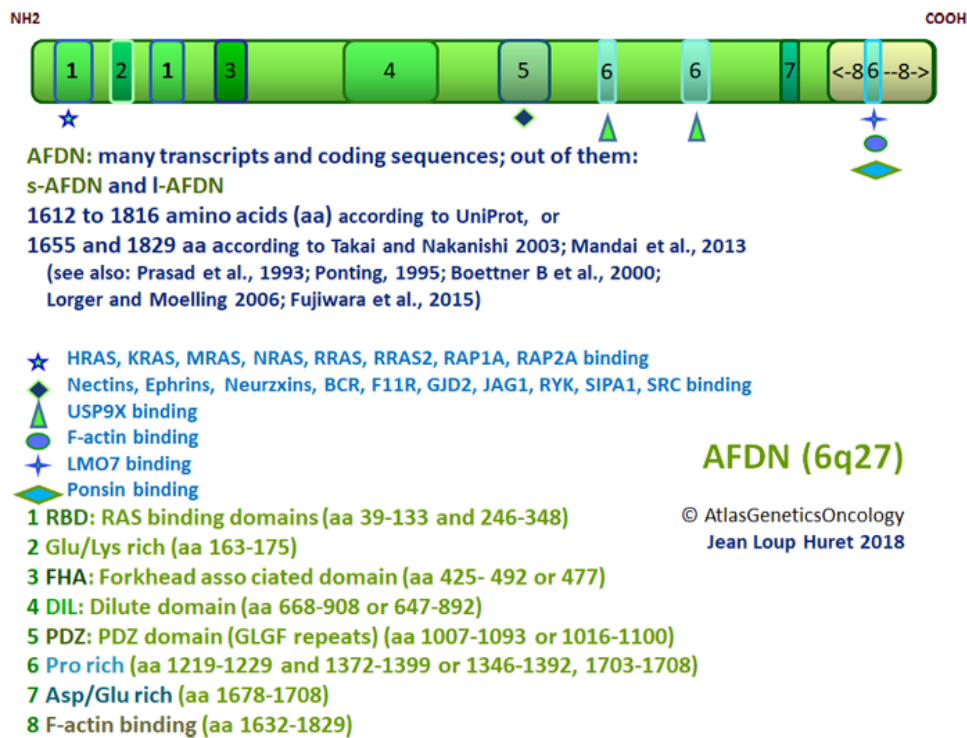 NH2 COOH
1 2 1 3 4 5 6 6 7 <-8 6 --8->
AFDN: many transcripts and coding sequences; out of them:
s-AFDN and l-AFDN
1612 to 1816 amino acids (aa) according to UniProt, or
1655 and 1829 aa according to Takai and Nakanishi 2003; Mandai et al., 2013
(see also: Prasad et al., 1993; Ponting, 1995; Boettner B et al., 2000;
Lorger and Moelling 2006; Fujiwara et al., 2015)
HRAS, KRAS, MRAS, NRAS, RRAS, RRAS2, RAP1A, RAP2A binding
Nectins, Ephrins, Neurzxins, BCR, F11R, GJD2, JAG1, RYK, SIPA1, SRC binding
USP9X binding
F-actin binding
LMO7 binding
Ponsin binding
AFDN (6q27)
© AtlasGeneticsOncology
Jean Loup Huret 2018
1 RBD: RAS binding domains (aa 39-133 and 246-348)
2 Glu/Lys rich (aa 163-175)
3 FHA: Forkhead asso ciated domain (aa 425- 492 or 477)
4 DIL: Dilute domain (aa 668-908 or 647-892)
5 PDZ: PDZ domain (GLGF repeats) (aa 1007-1093 or 1016-1100)
6 Pro rich (aa 1219-1229 and 1372-1399 or 1346-1392, 1703-1708)
7 Asp/Glu rich (aa 1678-1708)
8 F-actin binding (aa 1632-1829)